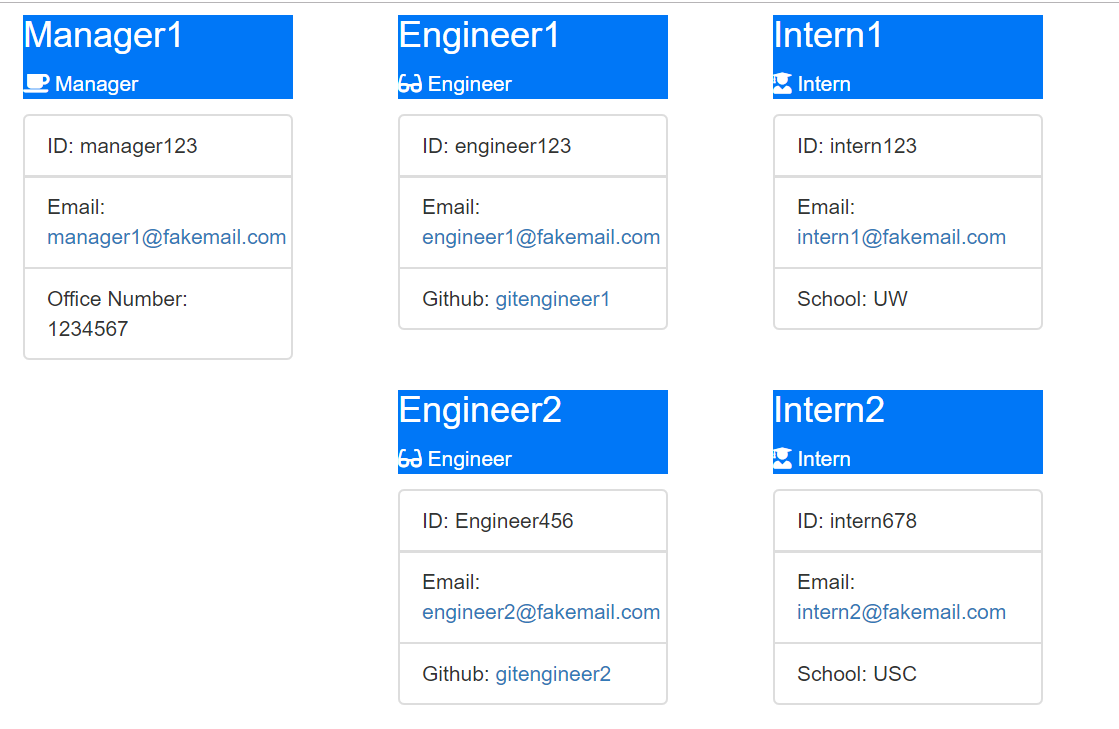 Manager1
Manager
ID: manager123
Email:
manager1@fakemail.com
Office Number:
1234567
Engineer1
Engineer
ID: engineer123
Email:
engineer1@fakemail.com
Github: gitengineer1
Intern1
Intern
ID: intern123
Email:
intern1@fakemail.com
School: UW
Engineer2
Engineer
ID: Engineer456
Email:
engineer2@fakemail.com
Github: gitengineer2
Intern2
Intern
ID: intern678
Email:
intern2@fakemail.com
School: USC